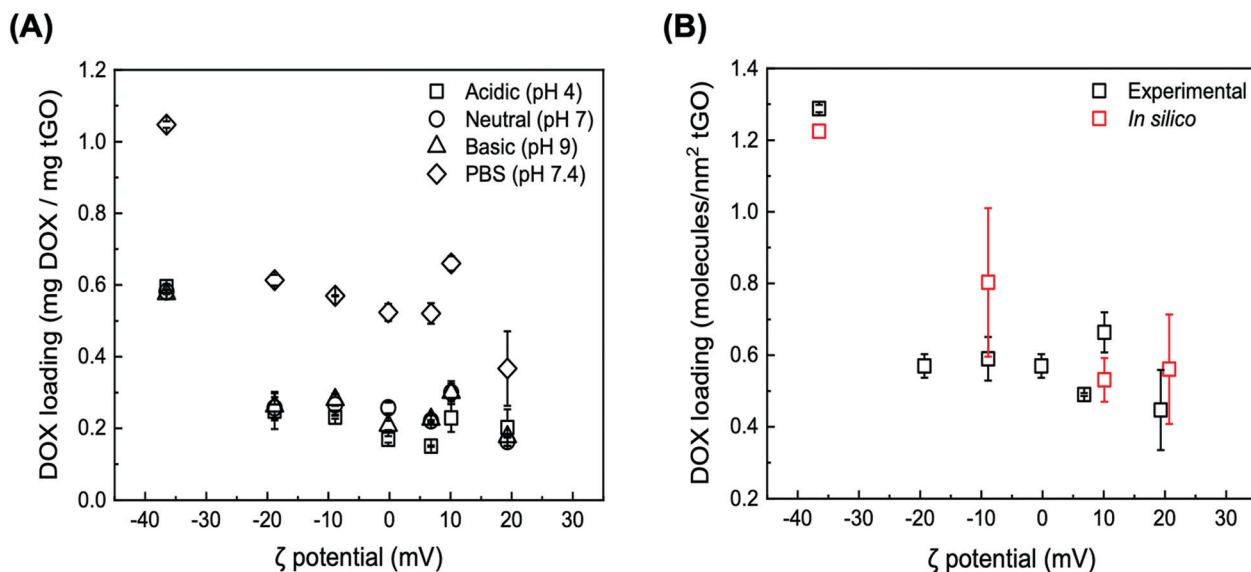 (A)
DOX loading (mg DOX / mg tGO)
1.2
1.0
0.8
0.6
0.4
0.2
0.0
Acidic (pH 4)
Neutral (pH 7)
Basic (pH 9)
PBS (pH 7.4)
-40 -30 -20 -10 0 10 20 30
ζ potential (mV)
(B)
DOX loading (molecules/nm² tGO)
1.4
1.2
1.0
0.8
0.6
0.4
0.2
Experimental
In silico
-40 -30 -20 -10 0 10 20 30
ζ potential (mV)